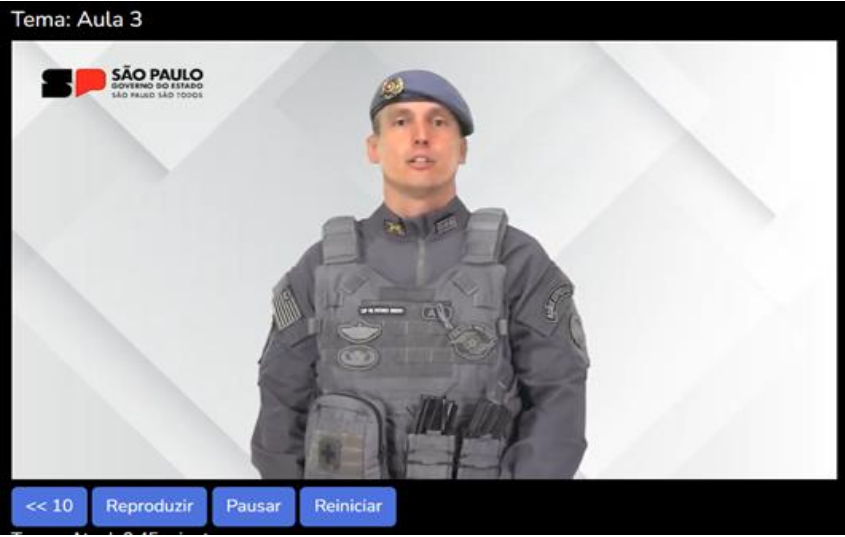 Tema: Aula 3
SÃO PAULO
GOVERNO DO ESTADO
SÃO PAULO SÃO TODOS
<< 10
Reproduzir
Pausar
Reiniciar